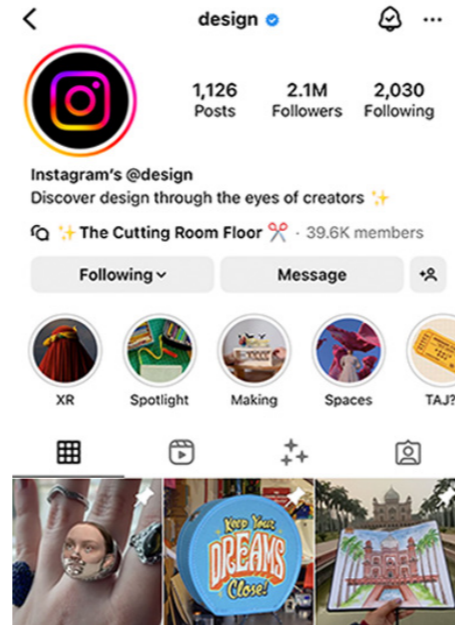 design
1,126 2.1M 2,030
Posts Followers Following
Instagram's @design
Discover design through the eyes of creators ✨
✨ The Cutting Room Floor ✂️ · 39.6K members
Following Message
XR Spotlight Making Spaces TAJ?
Keep Your
DREAMS
Close!